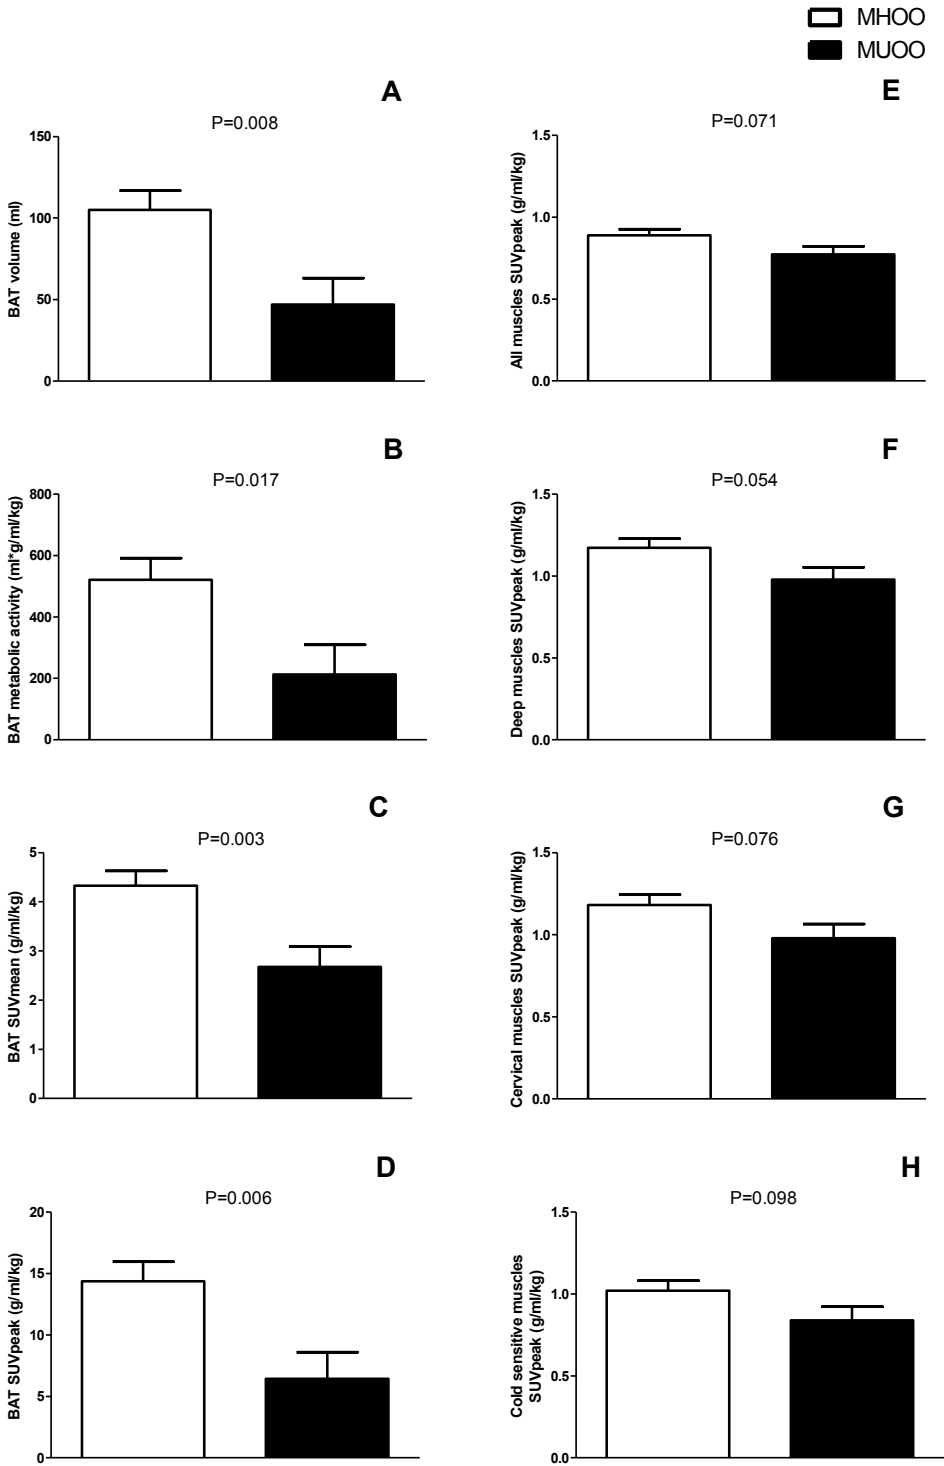 MHOO
MUOO
A
P=0.008
BAT volume (ml)
150
100
50
0
B
P=0.017
BAT metabolic activity (ml*g/ml/kg)
800
600
400
200
0
C
P=0.003
BAT SUVmean (g/ml/kg)
5
4
3
2
1
0
D
P=0.006
BAT SUVpeak (g/ml/kg)
20
15
10
5
0
E
P=0.071
All muscles SUVpeak (g/ml/kg)
1.5
1.0
0.5
0.0
F
P=0.054
Deep muscles SUVpeak (g/ml/kg)
1.5
1.0
0.5
0.0
G
P=0.076
Cervical muscles SUVpeak (g/ml/kg)
1.5
1.0
0.5
0.0
H
P=0.098
Cold sensitive muscles
SUVpeak (g/ml/kg)
1.5
1.0
0.5
0.0